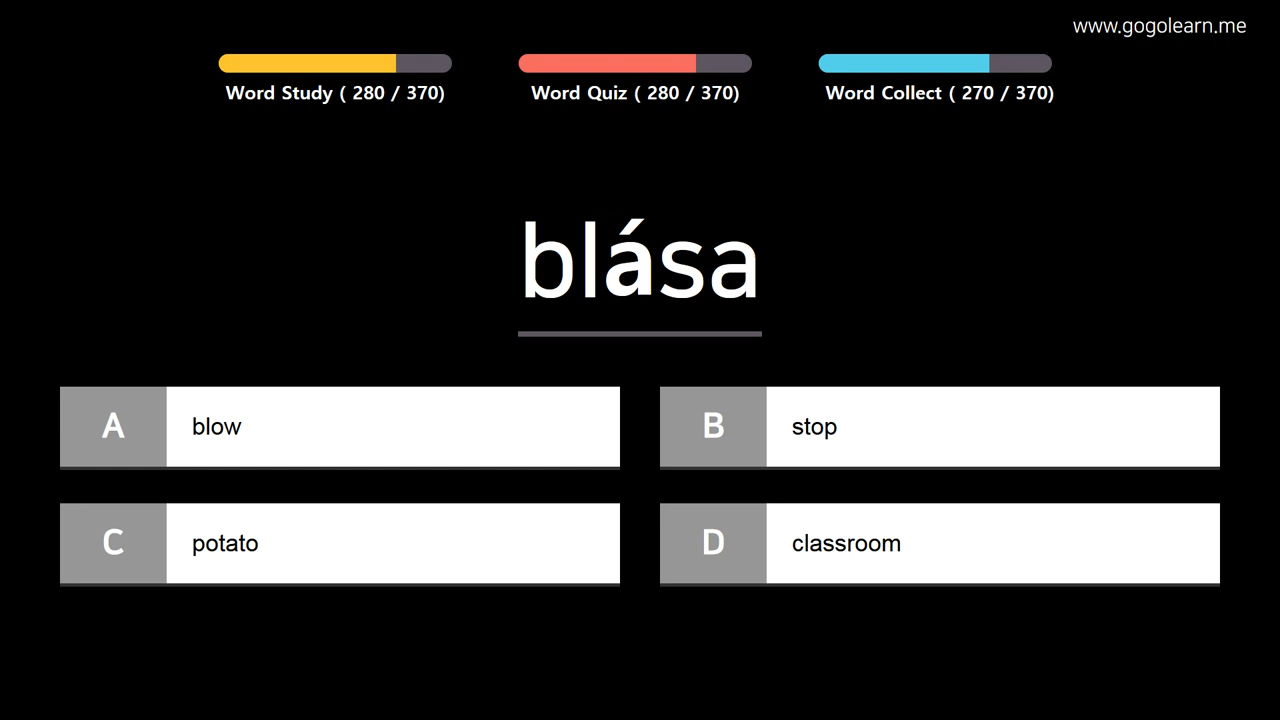 www.gogolearn.me
Word Study ( 280 / 370)
Word Quiz ( 280 / 370)
Word Collect ( 270 / 370)
blása
A blow
B stop
C potato
D classroom